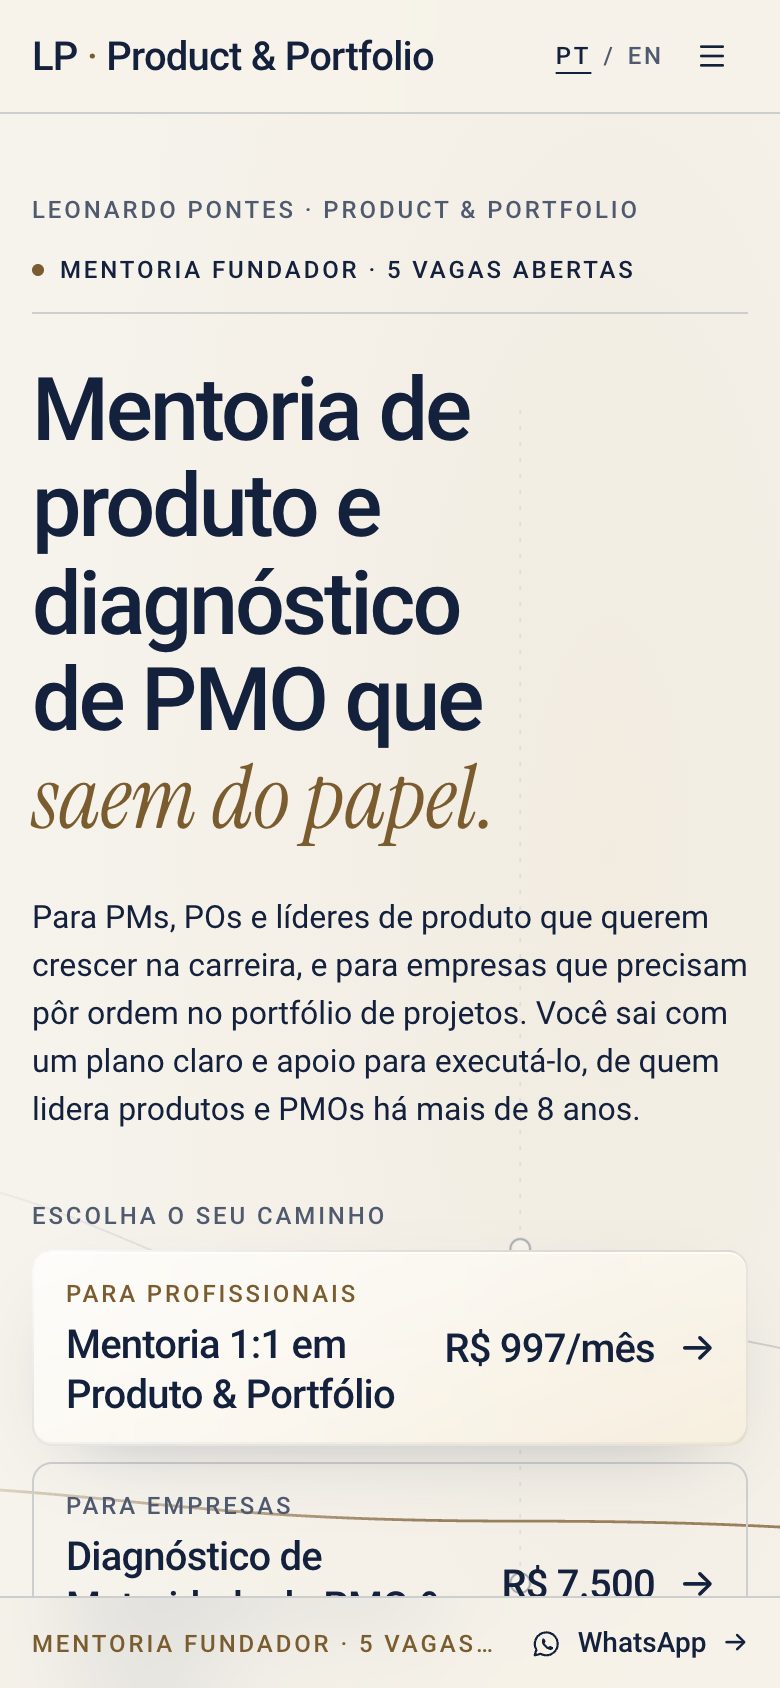 LP · Product & Portfolio
PT / EN
LEONARDO PONTES · PRODUCT & PORTFOLIO
MENTORIA FUNDADOR · 5 VAGAS ABERTAS
Mentoria de
produto e
diagnóstico
de PMO que
saem do papel.
Para PMs, POs e líderes de produto que querem
crescer na carreira, e para empresas que precisam
pôr ordem no portfólio de projetos. Você sai com
um plano claro e apoio para executá-lo, de quem
lidera produtos e PMOs há mais de 8 anos.
ESCOLHA O SEU CAMINHO
PARA PROFISSIONAIS
Mentoria 1:1 em
Produto & Portfólio
R$ 997/mês →
PARA EMPRESAS
Diagnóstico de
R$ 7.500 →
MENTORIA FUNDADOR · 5 VAGAS…
WhatsApp →